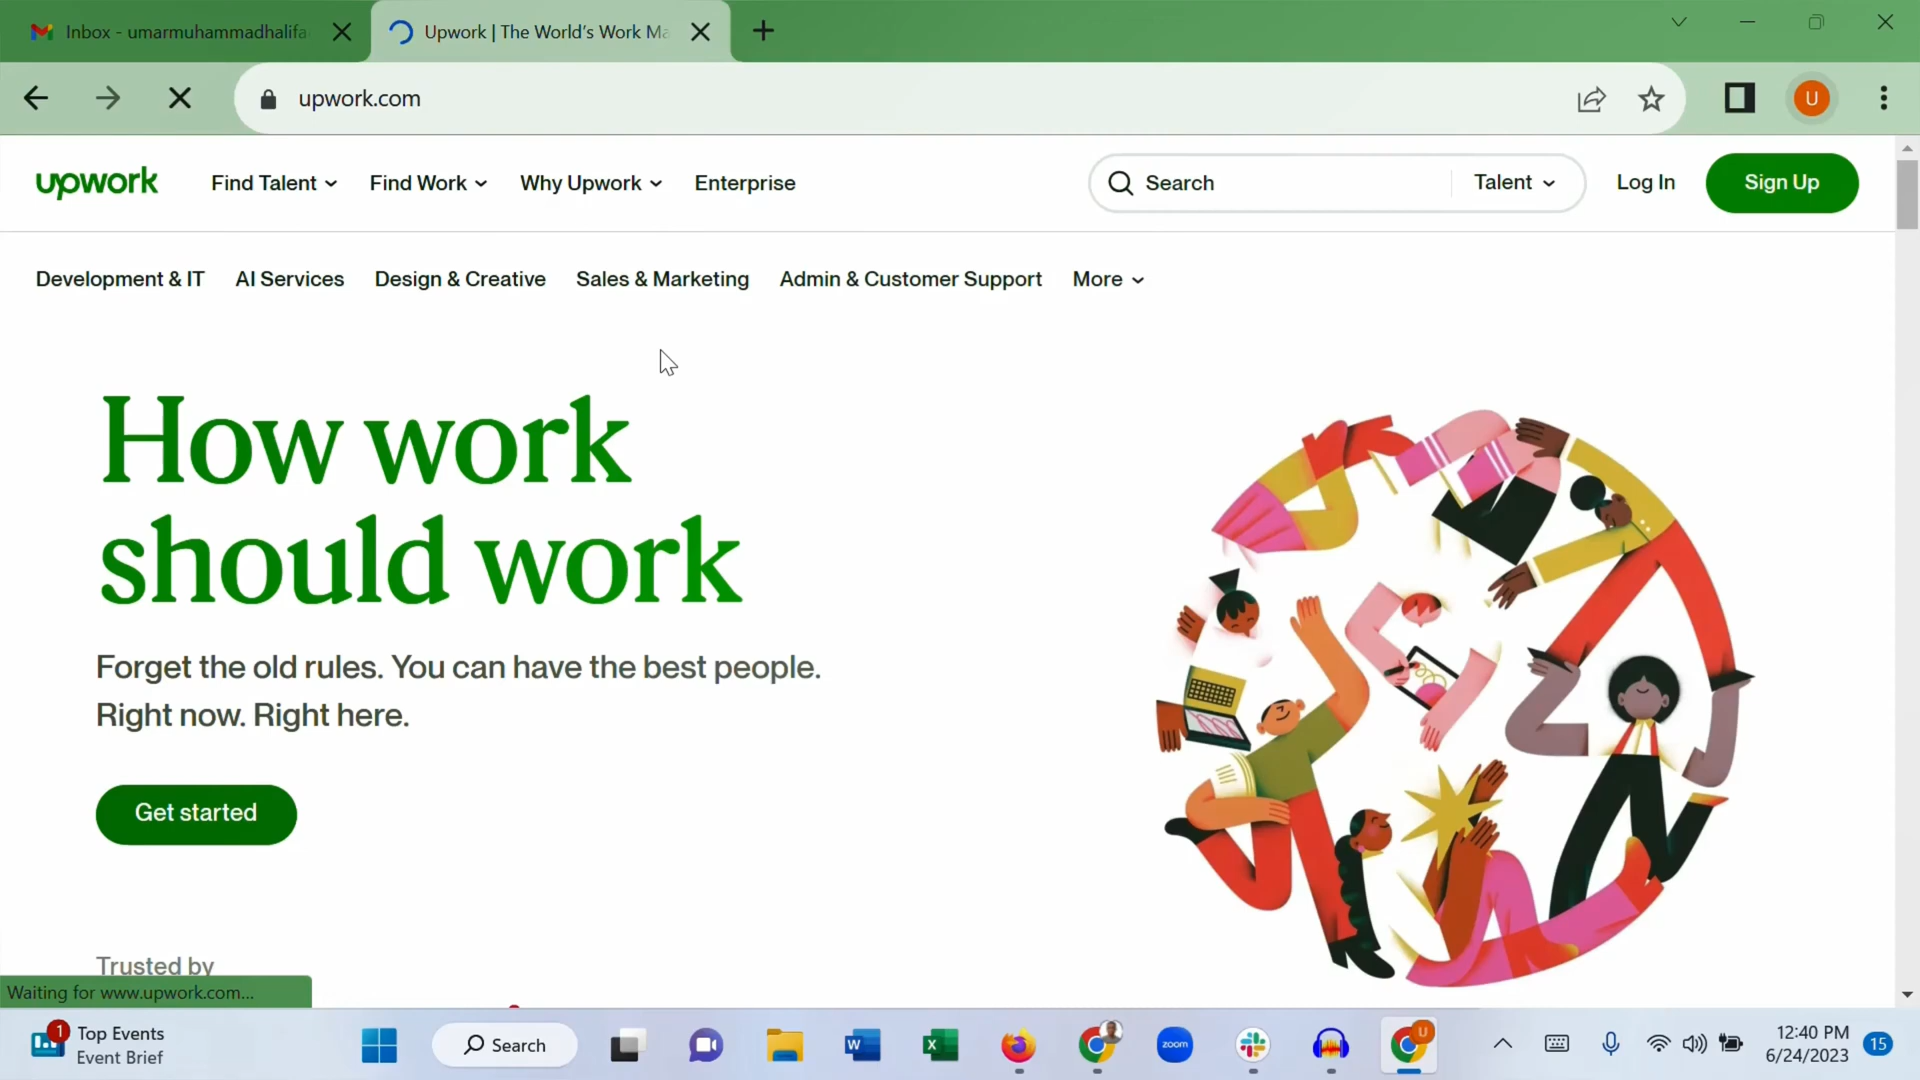 Inbox - umarmuhammadhalifa
Upwork | The World's Work Ma
upwork.com
U
upwork
Find Talent
Find Work
Why Upwork
Enterprise
Search
Talent
Log In
Sign Up
Development & IT
AI Services
Design & Creative
Sales & Marketing
Admin & Customer Support
More
How work
should work
Forget the old rules. You can have the best people.
Right now. Right here.
Get started
Trusted by
Waiting for www.upwork.com...
1
Top Events
Event Brief
Search
W
X
zoom
U
12:40 PM
6/24/2023
15